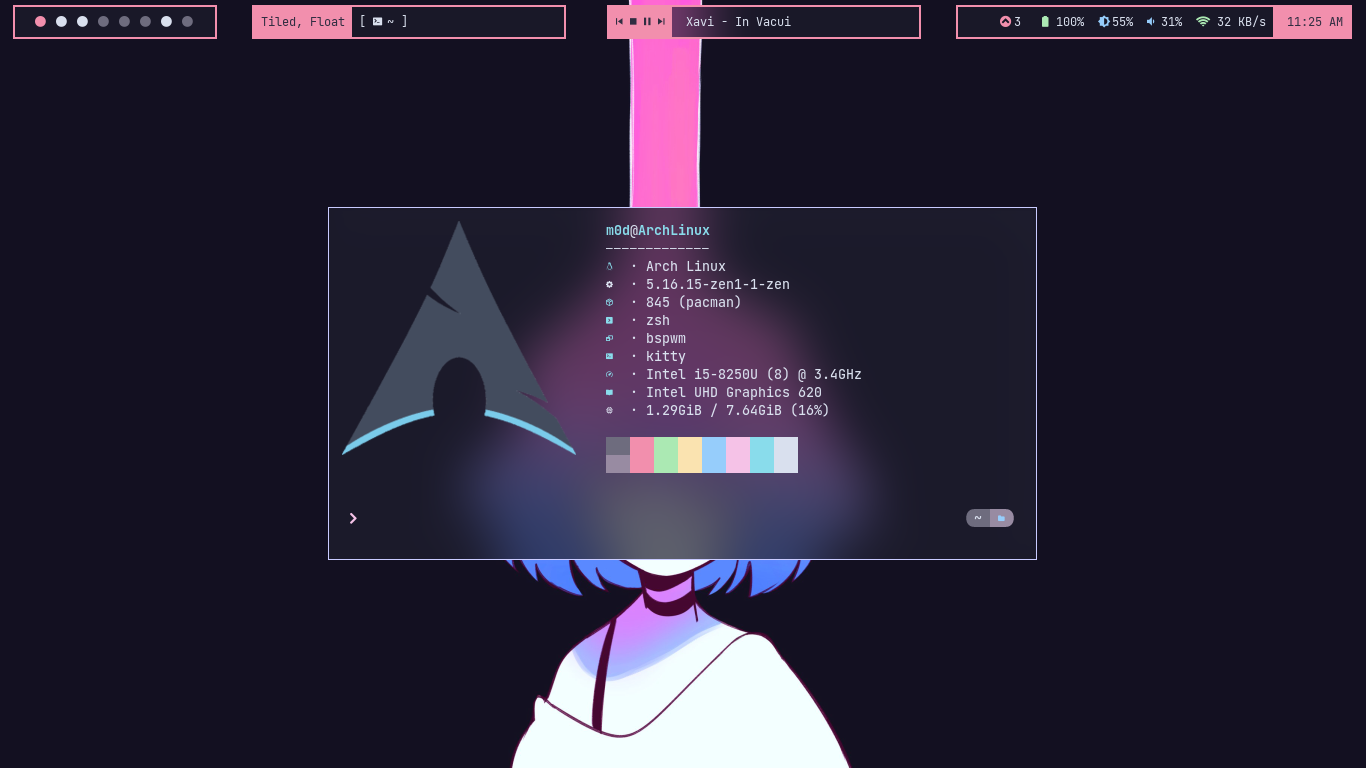 Tiled, Float [ ~ ] Xavi - In Vacui 3 100% 55% 31% 32 KB/s 11:25 AM
m0d@ArchLinux
-------------
· Arch Linux
· 5.16.15-zen1-1-zen
· 845 (pacman)
· zsh
· bspwm
· kitty
· Intel i5-8250U (8) @ 3.4GHz
· Intel UHD Graphics 620
· 1.29GiB / 7.64GiB (16%)
❯ ~